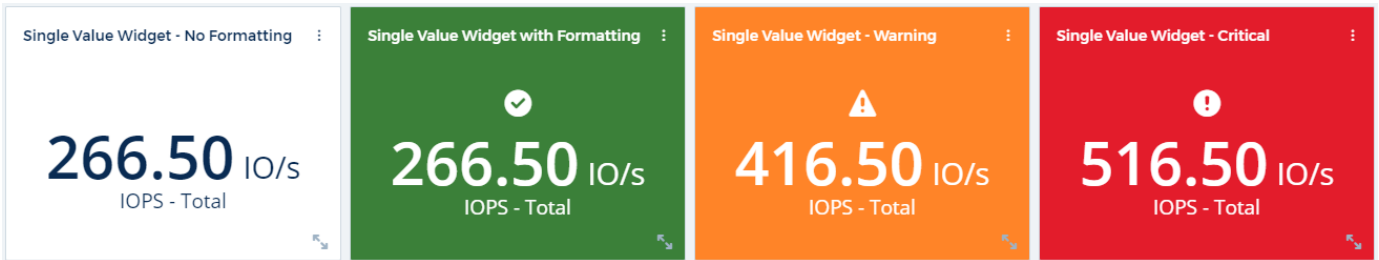 Single Value Widget - No Formatting
266.50 IO/s
IOPS - Total
Single Value Widget with Formatting
266.50 IO/s
IOPS - Total
Single Value Widget - Warning
416.50 IO/s
IOPS - Total
Single Value Widget - Critical
516.50 IO/s
IOPS - Total